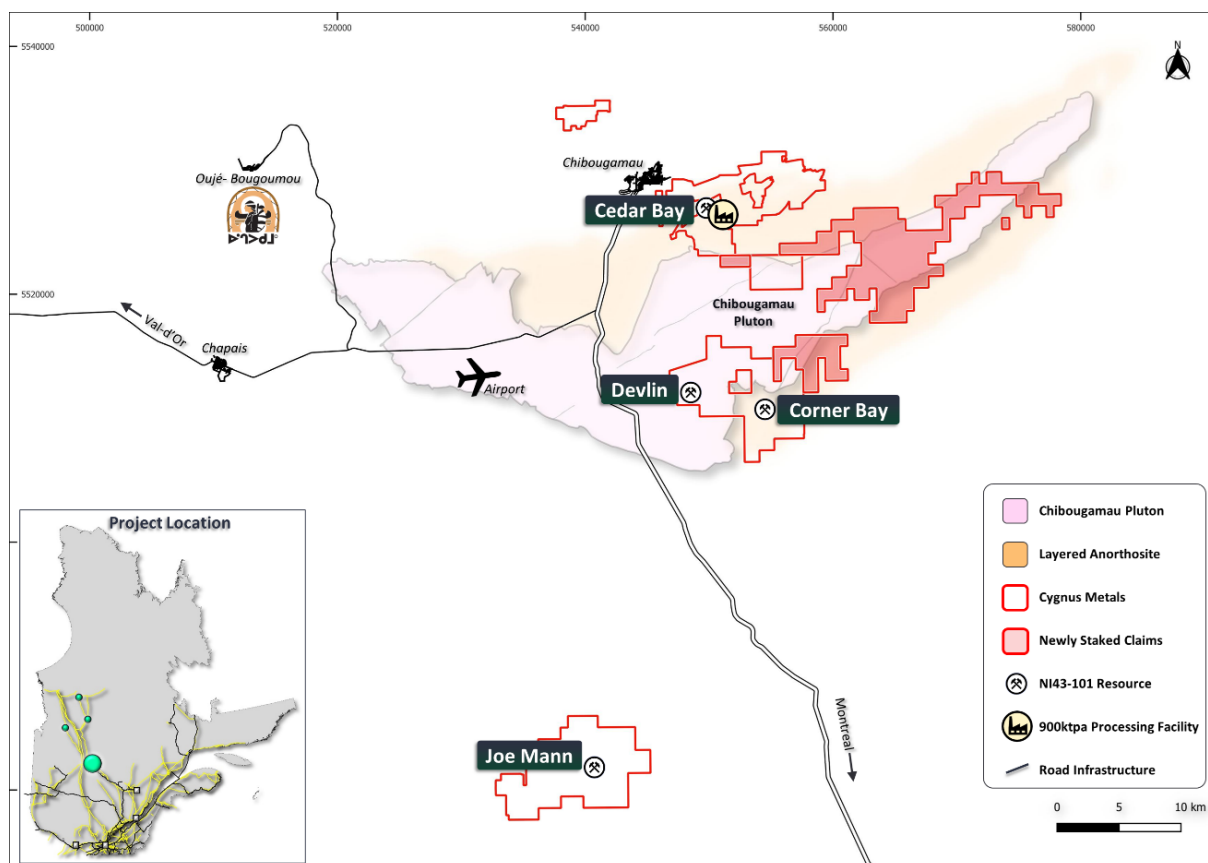 500000
520000
540000
560000
580000
5540000
N
Chibougamau
Oujé- Bougoumou
Cedar Bay
5520000
Val-d'Or
Chibougamau
Pluton
Chapais
Airport
Devlin
Corner Bay
Chibougamau Pluton
Project Location
Layered Anorthosite
Cygnus Metals
Newly Staked Claims
NI43-101 Resource
Montreal
900ktpa Processing Facility
Joe Mann
Road Infrastructure
0
5
10 km